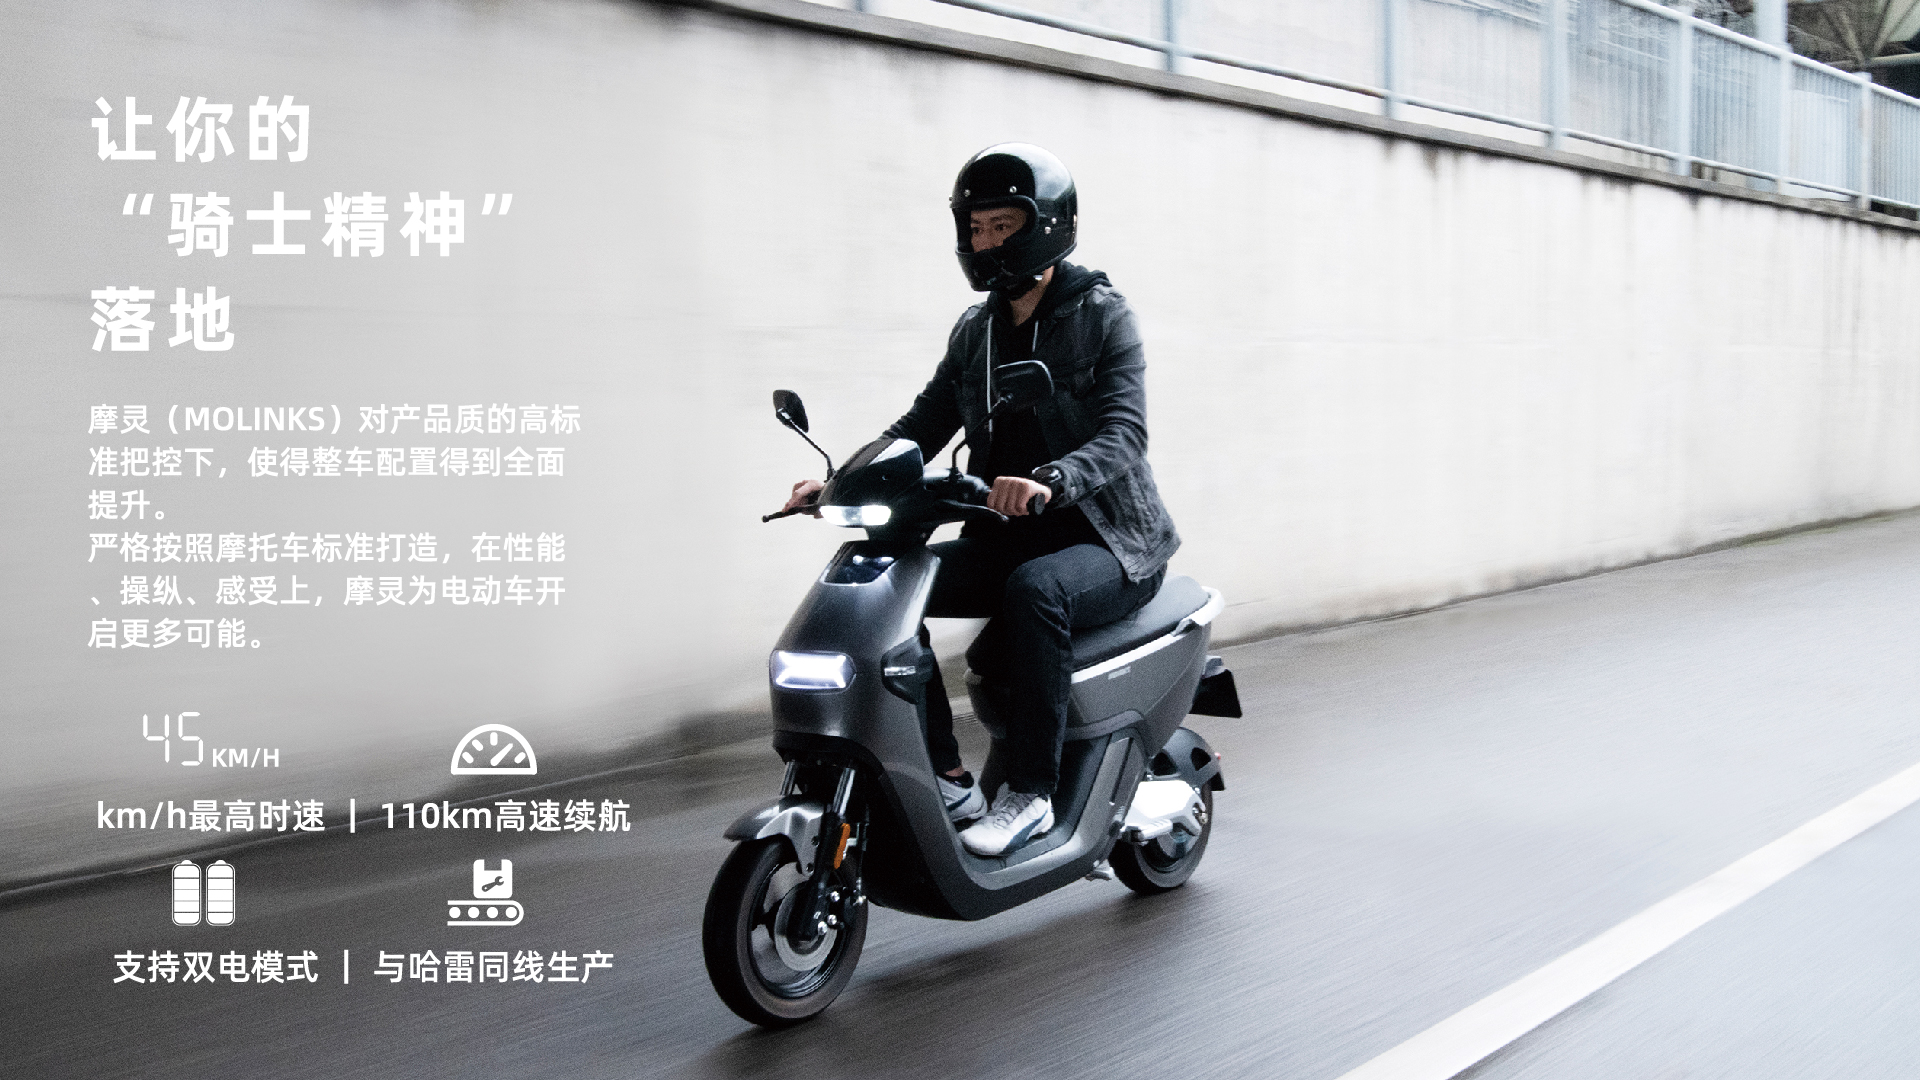 让你的
“骑士精神”
落地
摩灵（MOLINKS）对产品质的高标
准把控下，使得整车配置得到全面
提升。
严格按照摩托车标准打造，在性能
、操纵、感受上，摩灵为电动车开
启更多可能。
45 KM/H
km/h最高时速 | 110km高速续航
支持双电模式 | 与哈雷同线生产